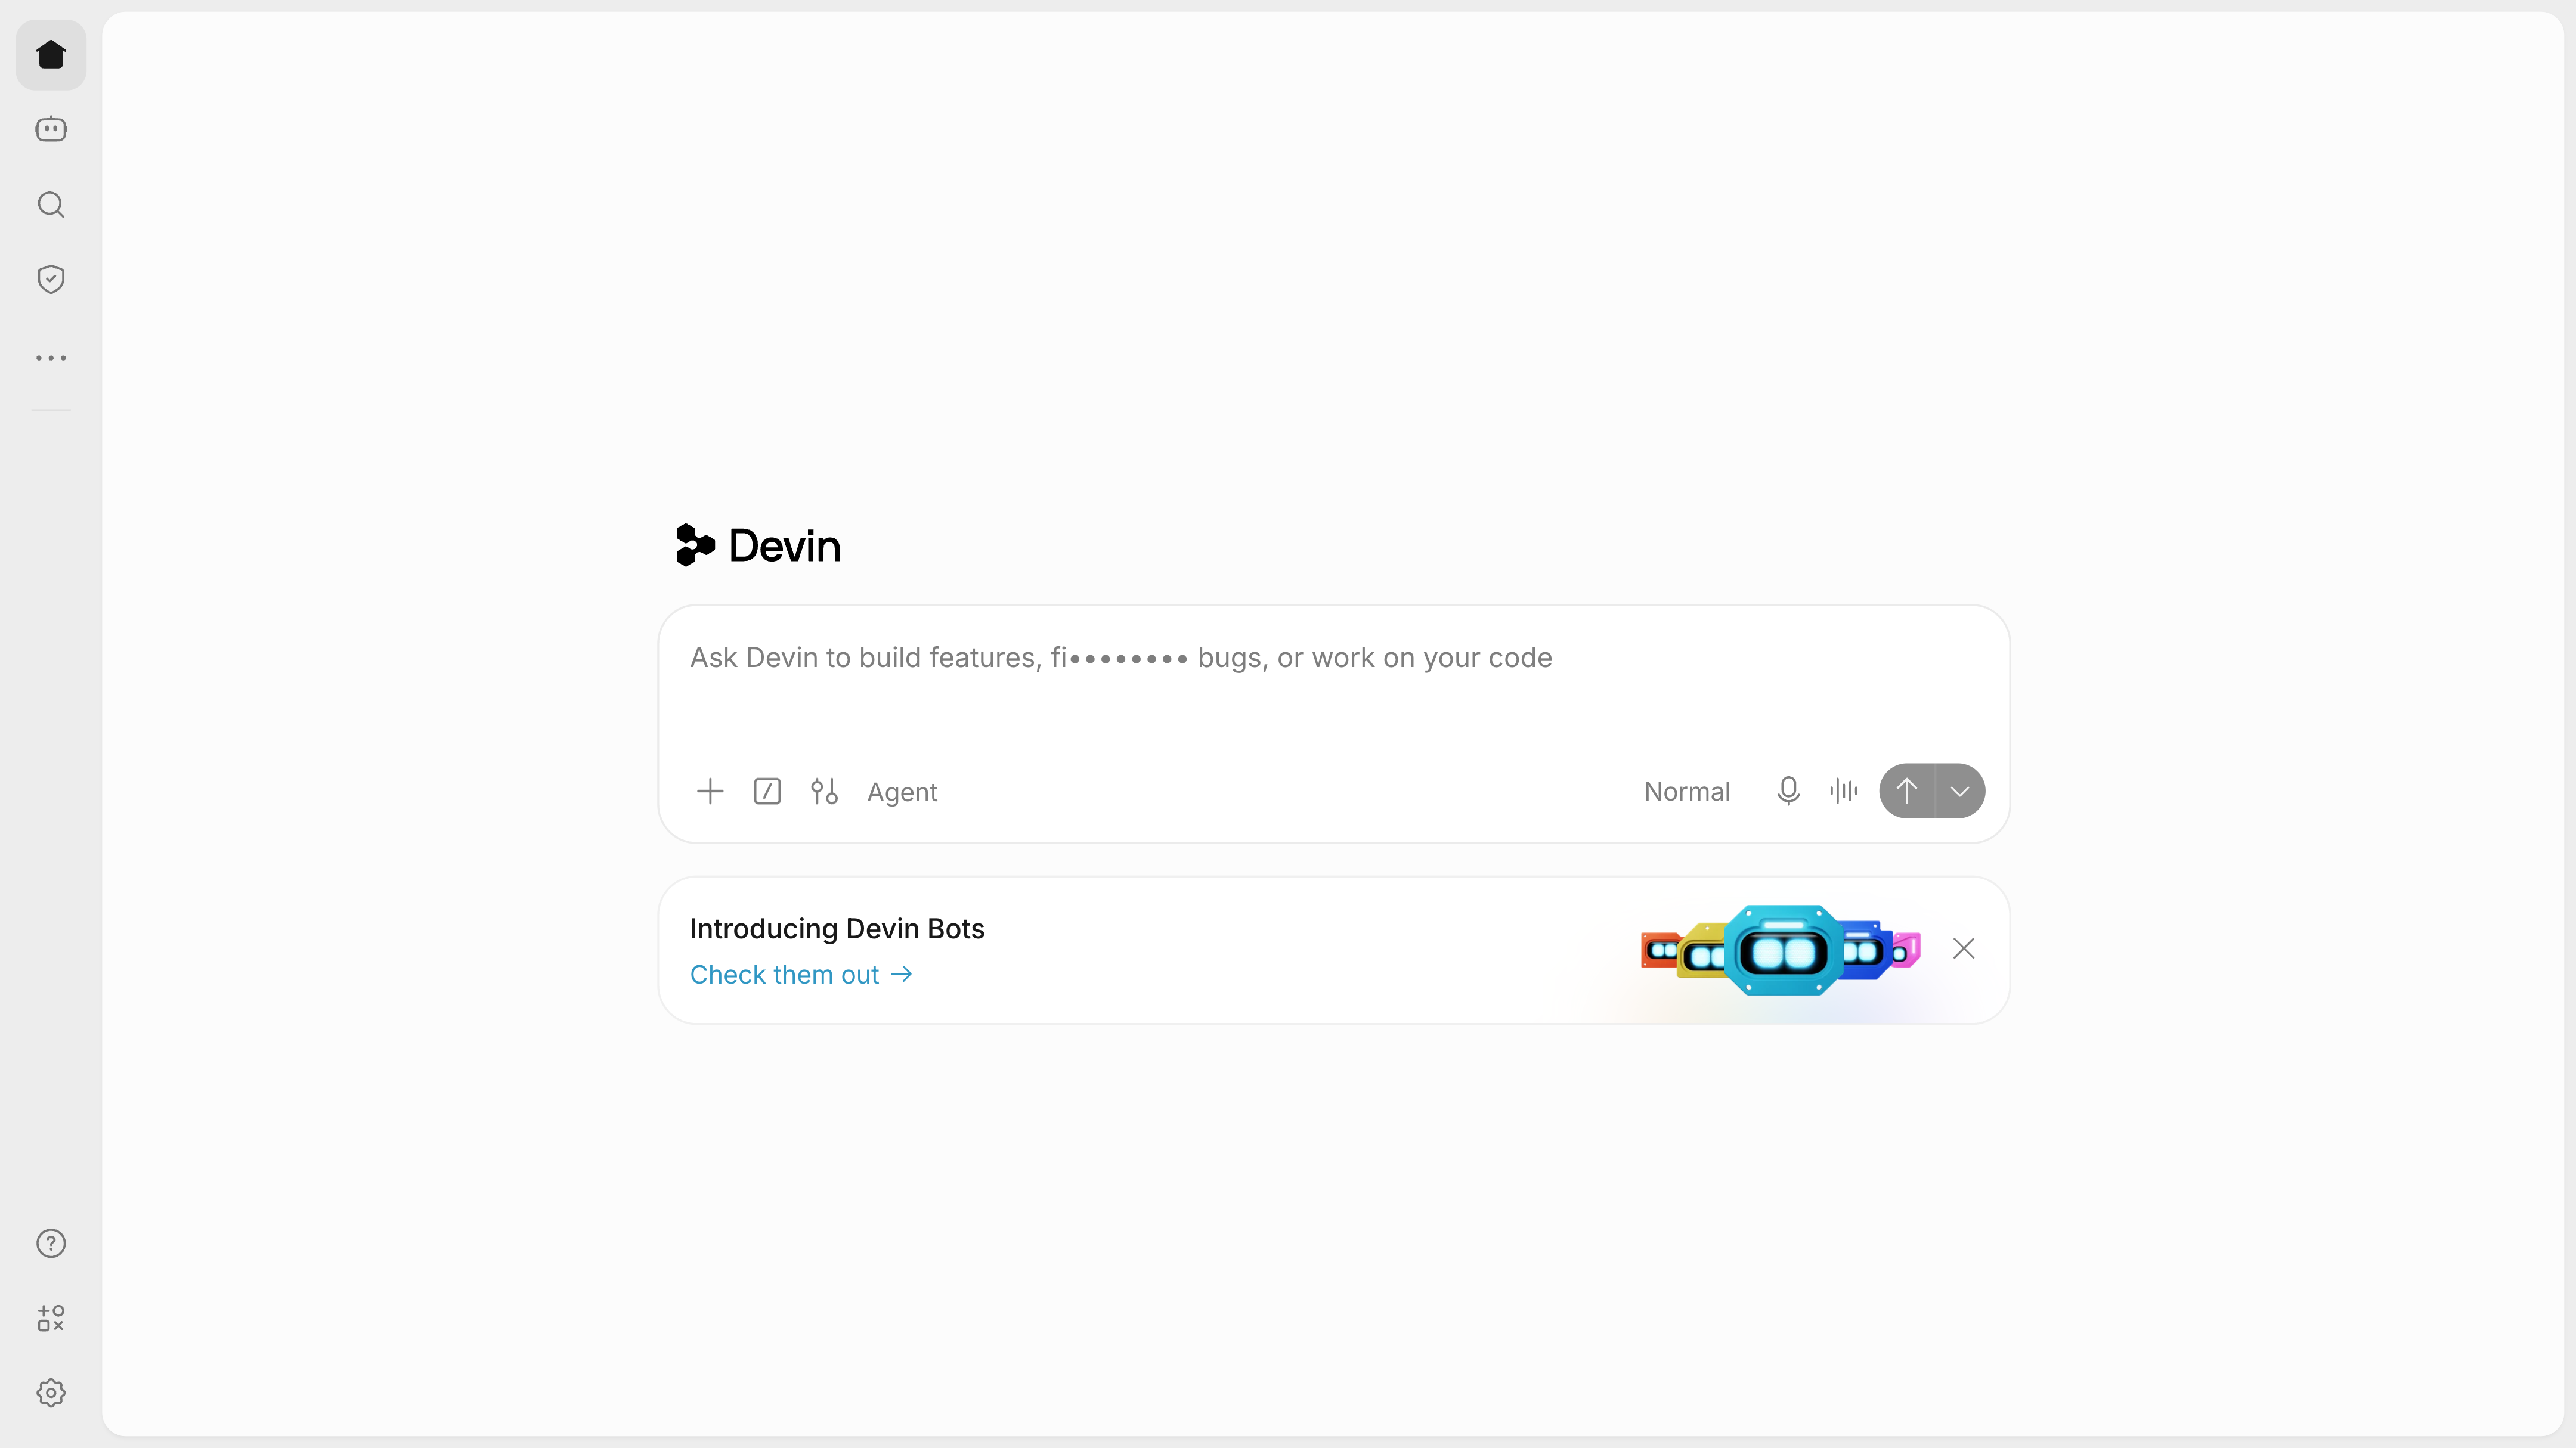 Devin
Ask Devin to build features, fi•••••••• bugs, or work on your code
Agent
Normal
Introducing Devin Bots
Check them out →